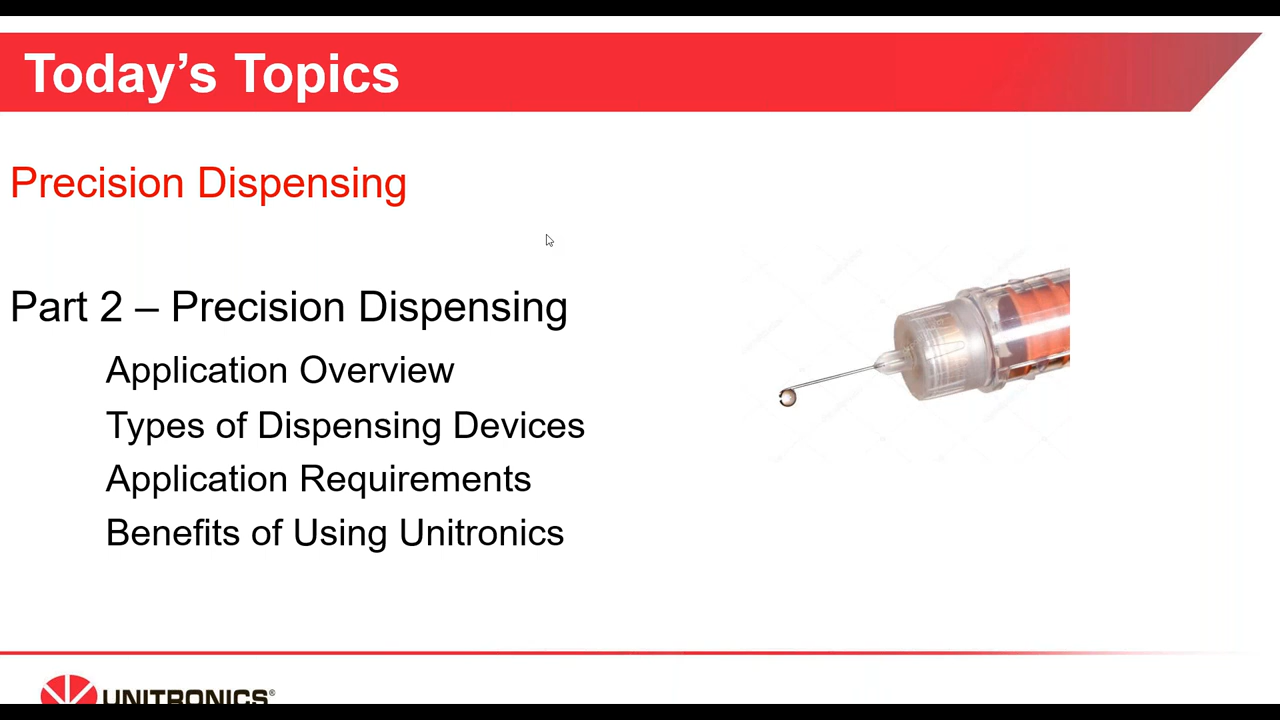 Today’s Topics
Precision Dispensing
Part 2 – Precision Dispensing
Application Overview
Types of Dispensing Devices
Application Requirements
Benefits of Using Unitronics
UNITRONICS®